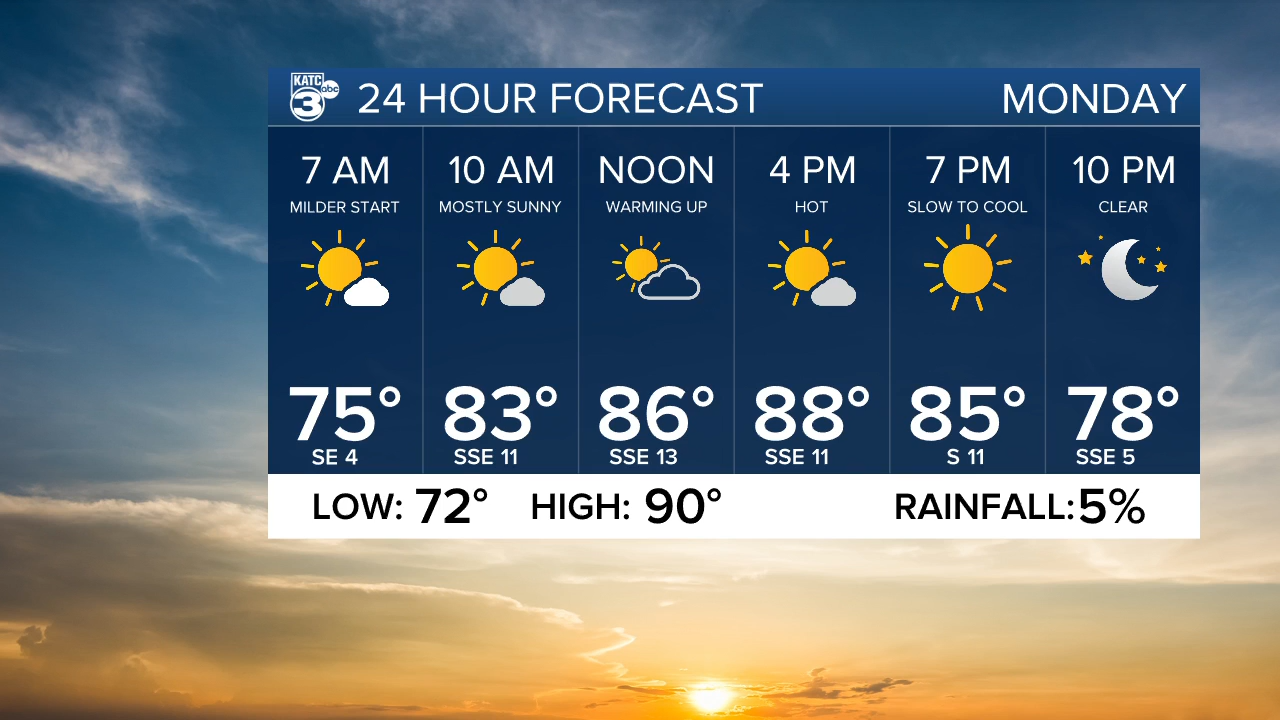 KATC
abc
3
24 HOUR FORECAST
MONDAY
7 AM
MILDER START
75°
SE 4
10 AM
MOSTLY SUNNY
83°
SSE 11
NOON
WARMING UP
86°
SSE 13
4 PM
HOT
88°
SSE 11
7 PM
SLOW TO COOL
85°
S 11
10 PM
CLEAR
78°
SSE 5
LOW: 72° HIGH: 90° RAINFALL:5%